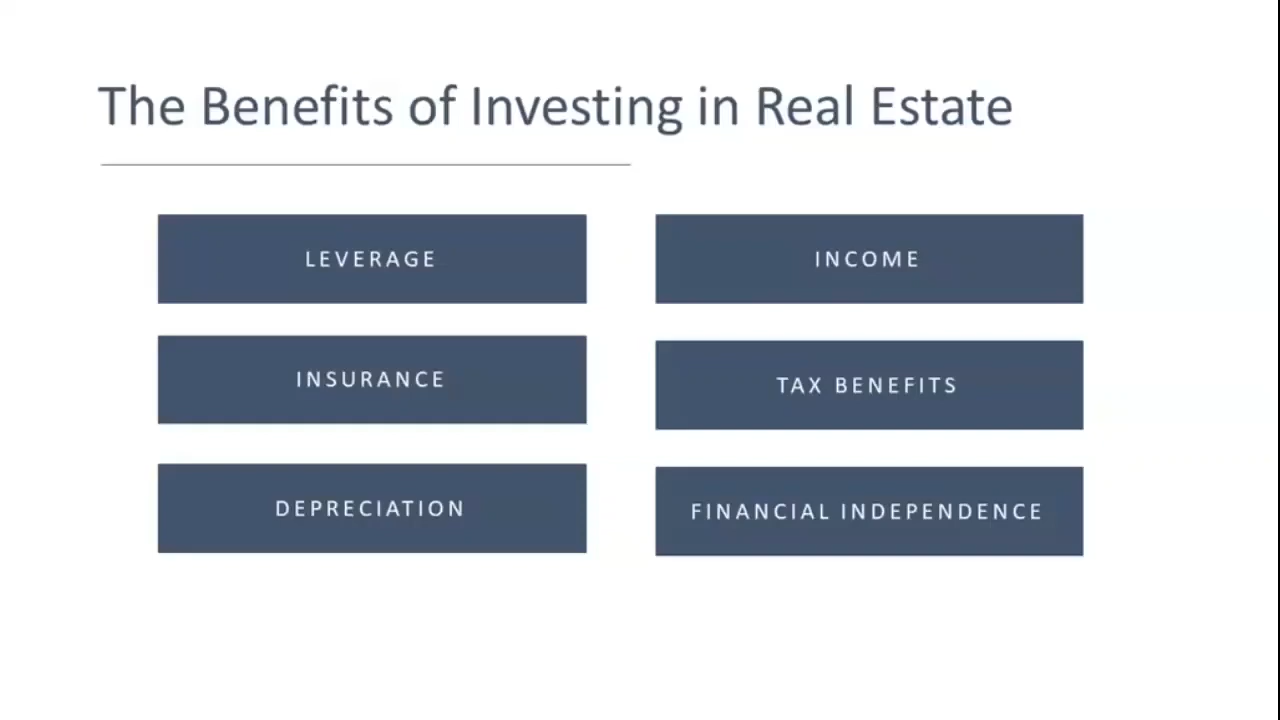 The Benefits of Investing in Real Estate
LEVERAGE
INCOME
INSURANCE
TAX BENEFITS
DEPRECIATION
FINANCIAL INDEPENDENCE